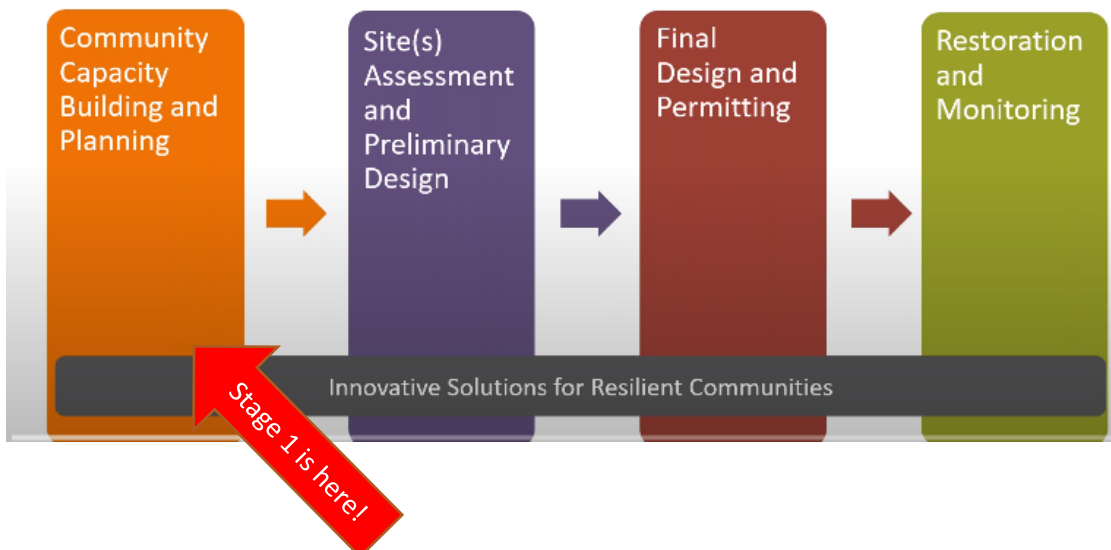 Community
Capacity
Building and
Planning
Site(s)
Assessment
and
Preliminary
Design
Final
Design and
Permitting
Restoration
and
Monitoring
Innovative Solutions for Resilient Communities
Stage 1 is here!